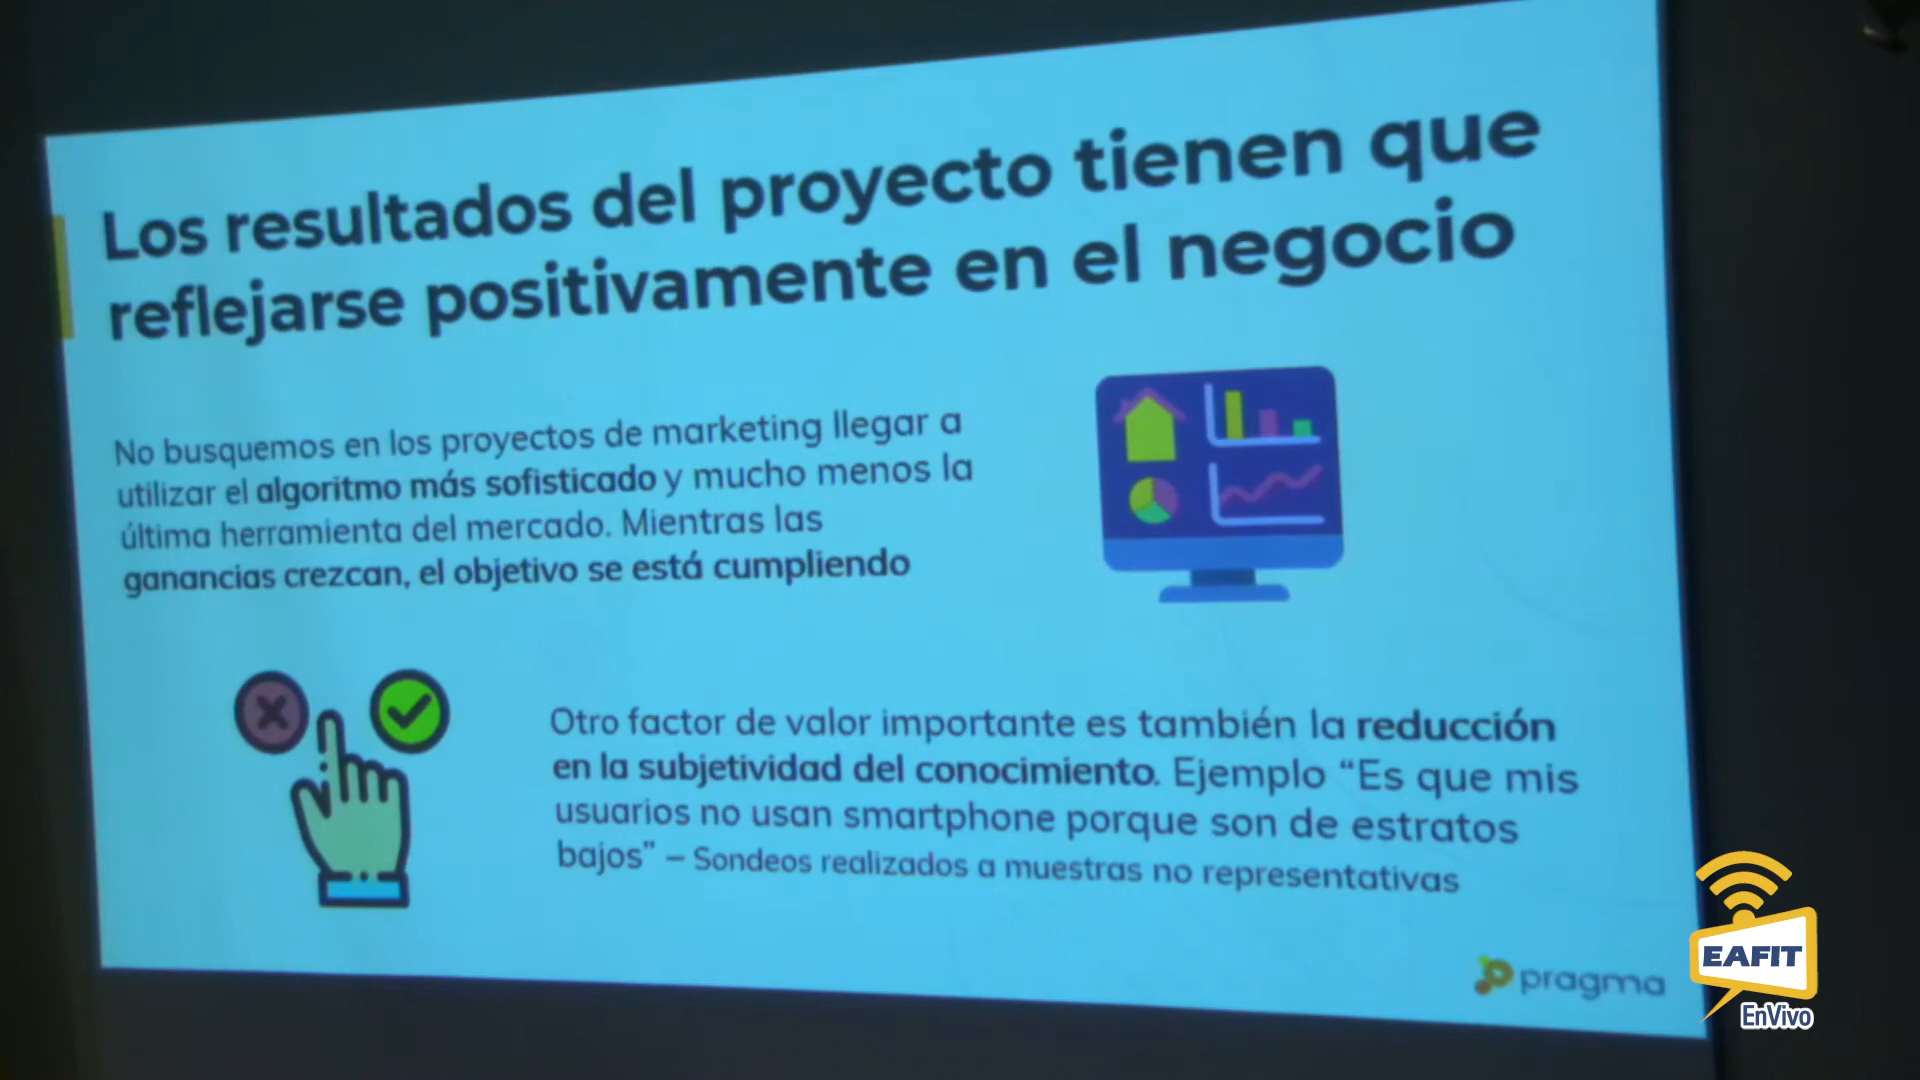 Los resultados del proyecto tienen que
reflejarse positivamente en el negocio
No busquemos en los proyectos de marketing llegar a
utilizar el algoritmo más sofisticado y mucho menos la
última herramienta del mercado. Mientras las
ganancias crezcan, el objetivo se está cumpliendo
Otro factor de valor importante es también la reducción
en la subjetividad del conocimiento. Ejemplo “Es que mis
usuarios no usan smartphone porque son de estratos
bajos” – Sondeos realizados a muestras no representativas
pragma
EAFIT
EnVivo